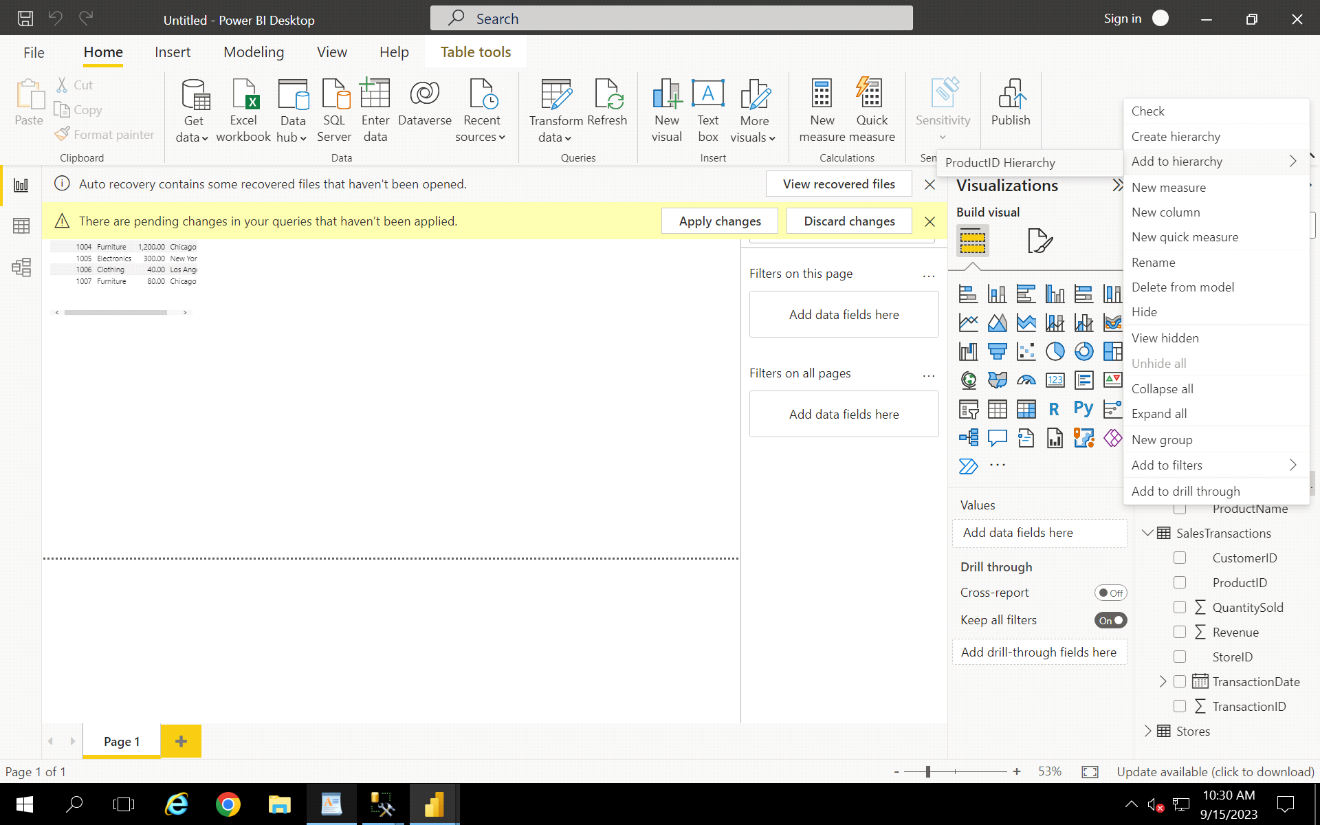 Untitled - Power BI Desktop
Search
Sign in
File
Home
Insert
Modeling
View
Help
Table tools
Paste
Cut
Copy
Format painter
Clipboard
Get data
Excel workbook
Data hub
SQL Server
Enter data
Dataverse
Recent sources
Data
Transform data
Refresh
Queries
New visual
Text box
More visuals
Insert
New measure
Quick measure
Calculations
Sensitivity
Sen
Publish
Auto recovery contains some recovered files that haven't been opened.
View recovered files
There are pending changes in your queries that haven't been applied.
Apply changes
Discard changes
1004 Furniture 1,200.00 Chicago
1005 Electronics 300.00 New Yor
1006 Clothing 40.00 Los Ang
1007 Furniture 80.00 Chicago
Filters on this page
...
Add data fields here
Filters on all pages
...
Add data fields here
Visualizations
Build visual
123
R
Py
...
Values
Add data fields here
Drill through
Cross-report
Off
Keep all filters
On
Add drill-through fields here
ProductID Hierarchy
Check
Create hierarchy
Add to hierarchy
New measure
New column
New quick measure
Rename
Delete from model
Hide
View hidden
Unhide all
Collapse all
Expand all
New group
Add to filters
Add to drill through
ProductName
SalesTransactions
CustomerID
ProductID
QuantitySold
Revenue
StoreID
TransactionDate
TransactionID
Stores
Page 1
Page 1 of 1
- + 53%
Update available (click to download)
10:30 AM
9/15/2023